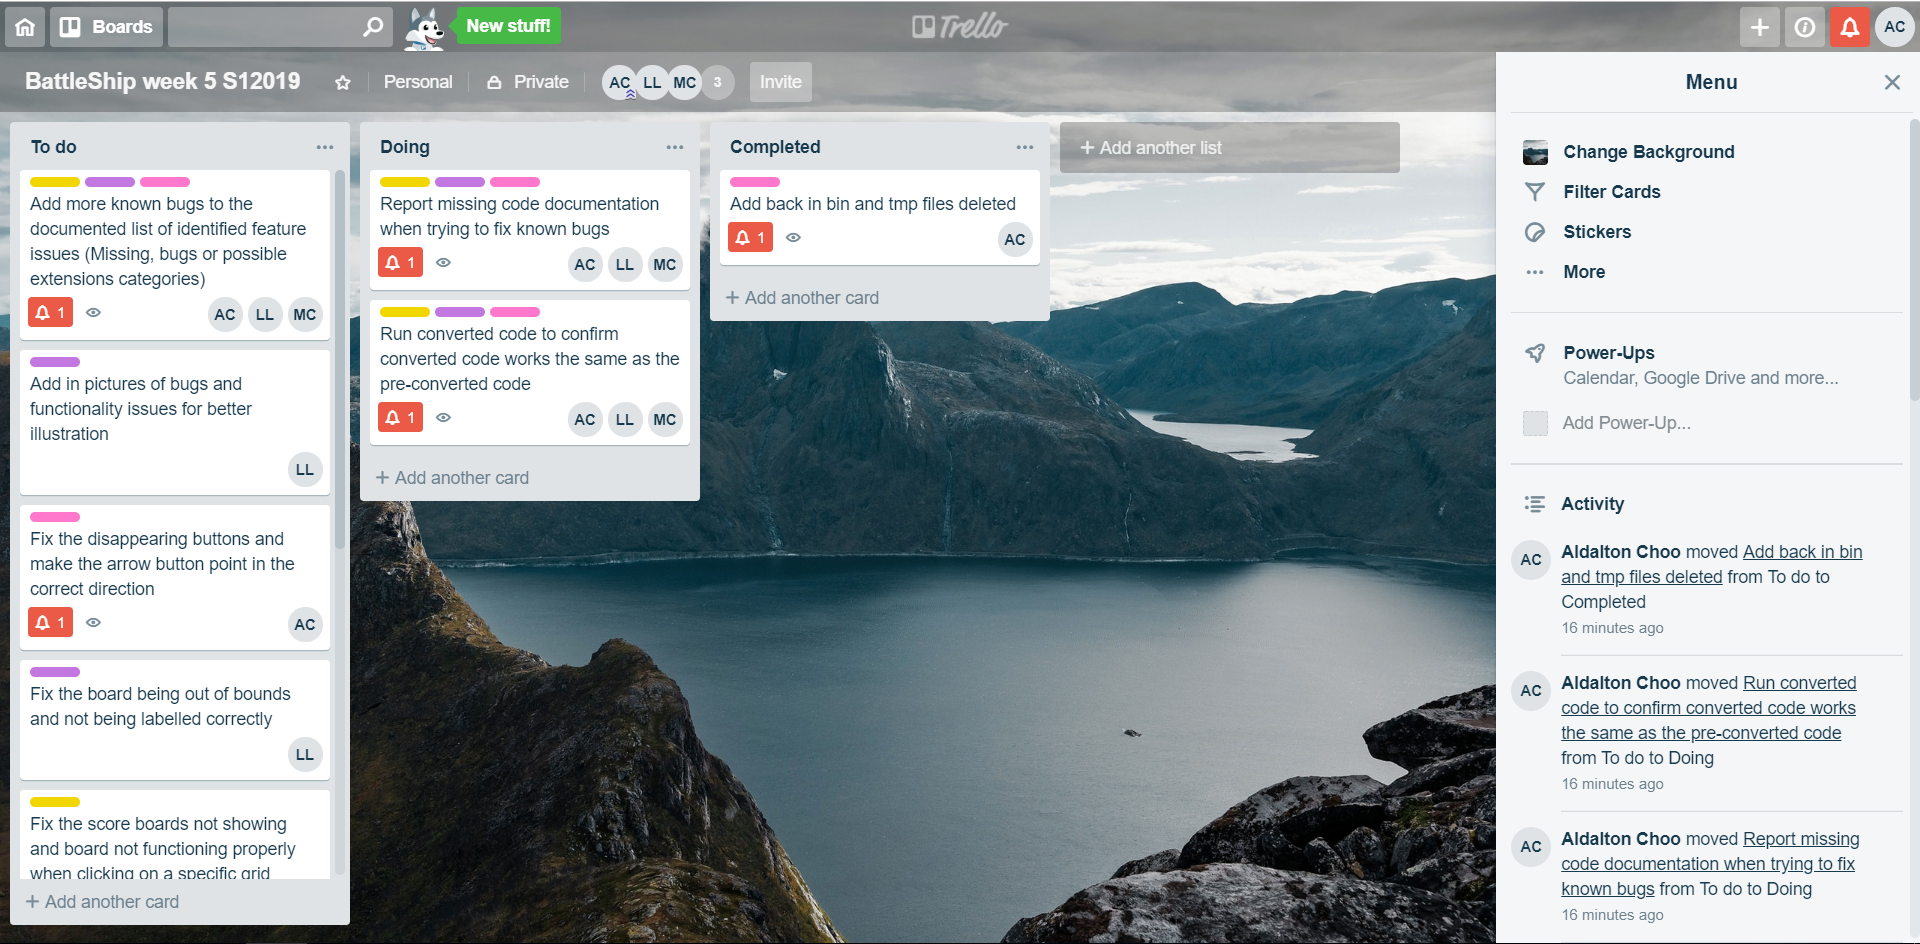 Boards
New stuff!
Trello
AC
BattleShip week 5 S12019
Personal
Private
AC
LL
MC
3
Invite
To do
Add more known bugs to the
documented list of identified feature
issues (Missing, bugs or possible
extensions categories)
1
AC
LL
MC
Add in pictures of bugs and
functionality issues for better
illustration
LL
Fix the disappearing buttons and
make the arrow button point in the
correct direction
1
AC
Fix the board being out of bounds
and not being labelled correctly
LL
Fix the score boards not showing
and board not functioning properly
when clicking on a specific grid
+ Add another card
Doing
Report missing code documentation
when trying to fix known bugs
1
AC
LL
MC
Run converted code to confirm
converted code works the same as the
pre-converted code
1
AC
LL
MC
+ Add another card
Completed
Add back in bin and tmp files deleted
1
AC
+ Add another card
+ Add another list
Menu
Change Background
Filter Cards
Stickers
More
Power-Ups
Calendar, Google Drive and more...
Add Power-Up...
Activity
AC
Aldalton Choo moved Add back in bin
and tmp files deleted from To do to
Completed
16 minutes ago
AC
Aldalton Choo moved Run converted
code to confirm converted code works
the same as the pre-converted code
from To do to Doing
16 minutes ago
AC
Aldalton Choo moved Report missing
code documentation when trying to fix
known bugs from To do to Doing
16 minutes ago